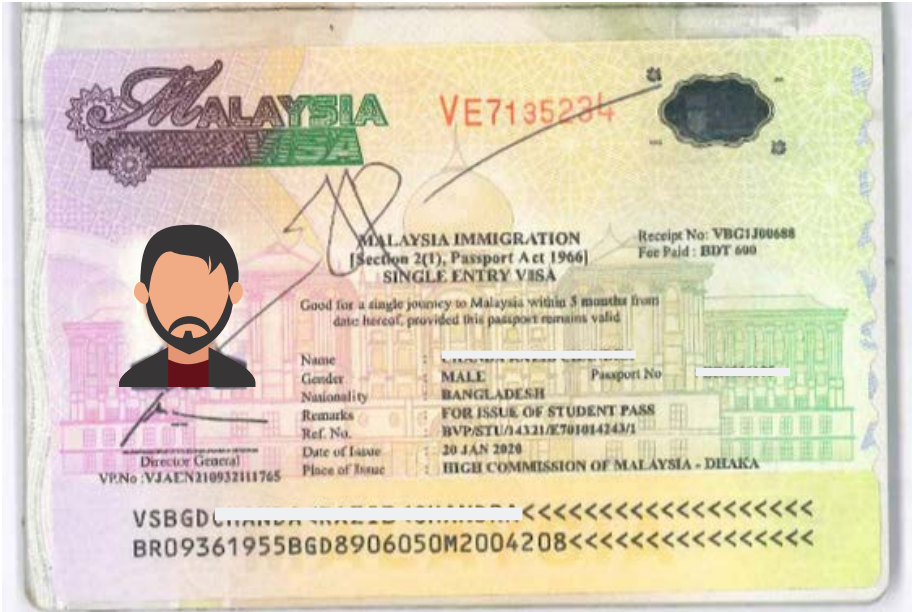 MALAYSIA
VISA
VE7135234
MALAYSIA IMMIGRATION
[Section 2(1), Passport Act 1966]
SINGLE ENTRY VISA
Receipt No: VBG1J00688
Fee Paid : BDT 600
Good for a single journey to Malaysia within 3 months from
date hereof, provided this passport remains valid
Name :
Gender : MALE Passport No
Nationality : BANGLADESH
Remarks : FOR ISSUE OF STUDENT PASS
Ref. No. : BVP/STU/14321/E701014243/1
Date of Issue : 20 JAN 2020
Place of Issue : HIGH COMMISSION OF MALAYSIA - DHAKA
Director General
VP.No :VJAEN210932111765
VSBGD <<<<<<<<<<<<<<<<<<<
BR09361955BGD8906050M2004208<<<<<<<<<<<<<<<<